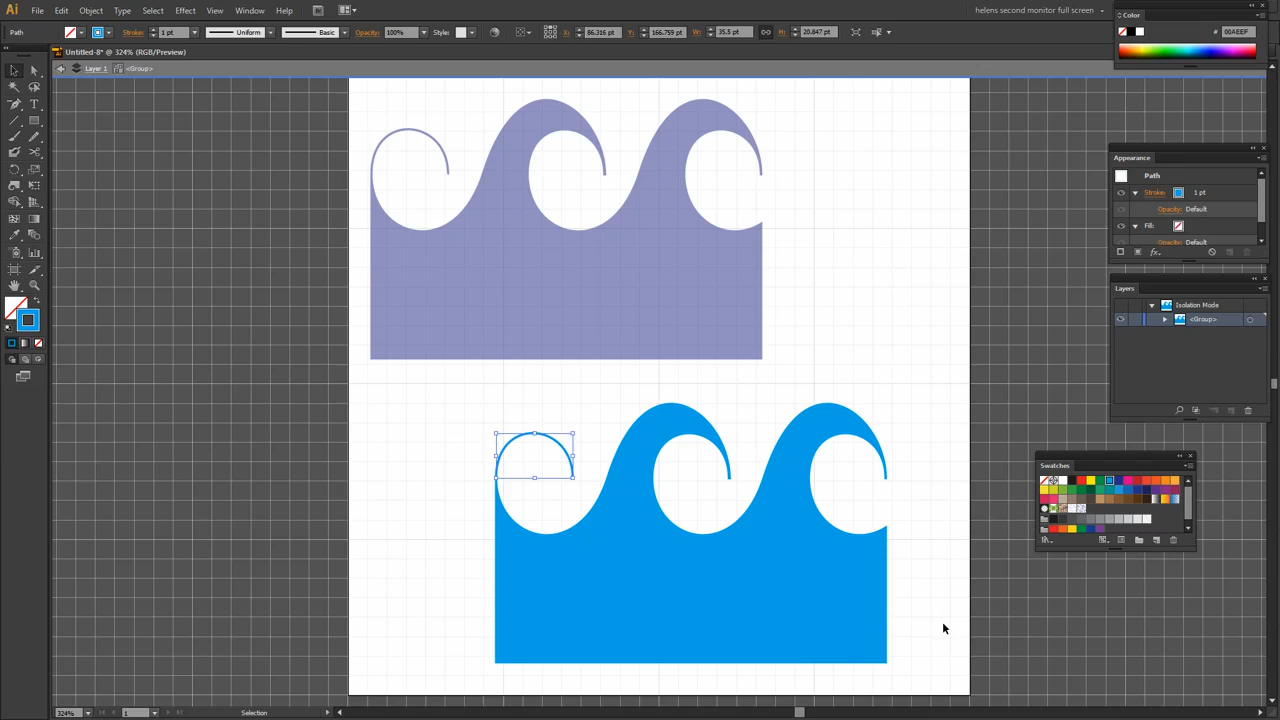 Ai File Edit Object Type Select Effect View Window Help Br helens second monitor full screen
Color
Path Stroke: 1 pt Uniform Basic Opacity: 100% Style: X: 86.316 pt Y: 166.759 pt W: 35.5 pt H: 20.847 pt # 00AEEF
Untitled-8* @ 324% (RGB/Preview)
Layer 1 <Group>
Appearance
Path
Stroke: 1 pt
Opacity: Default
Fill:
Opacity: Default
fx
Layers
Isolation Mode
<Group>
Swatches
324% 1 Selection